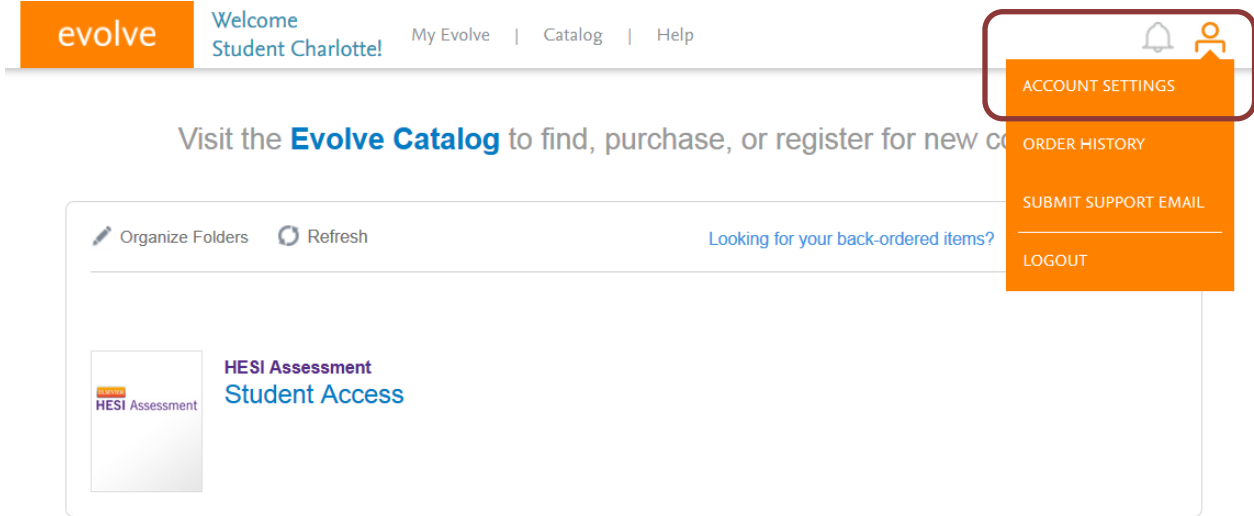 evolve
Welcome
Student Charlotte!
My Evolve | Catalog | Help
ACCOUNT SETTINGS
ORDER HISTORY
SUBMIT SUPPORT EMAIL
LOGOUT
Visit the Evolve Catalog to find, purchase, or register for new
Organize Folders
Refresh
Looking for your back-ordered items?
ELSEVIER
HESI Assessment
HESI Assessment
Student Access